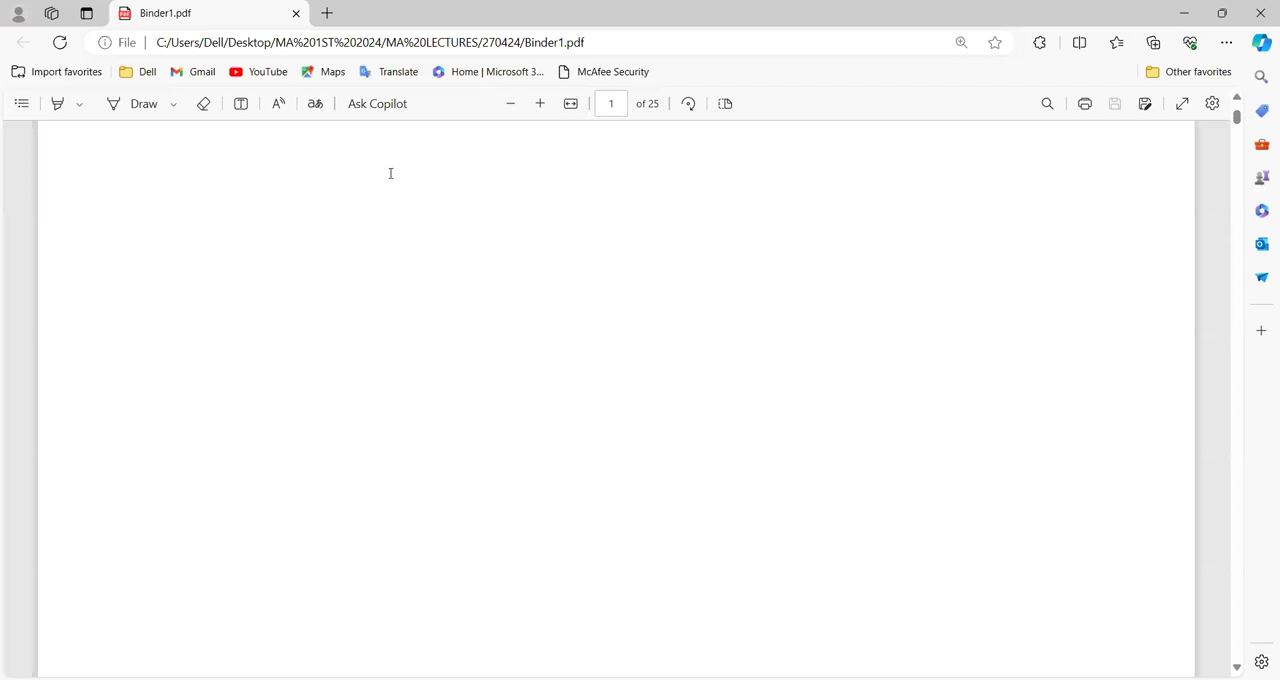 Binder1.pdf
File C:/Users/Dell/Desktop/MA%201ST%202024/MA%20LECTURES/270424/Binder1.pdf
Import favorites Dell Gmail YouTube Maps Translate Home | Microsoft 3... McAfee Security Other favorites
Draw Ask Copilot 1 of 25